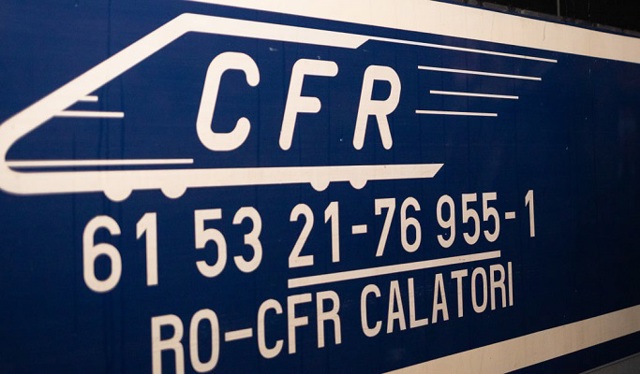 CFR
61 53 21-76 955-1
RO-CFR CALATORI